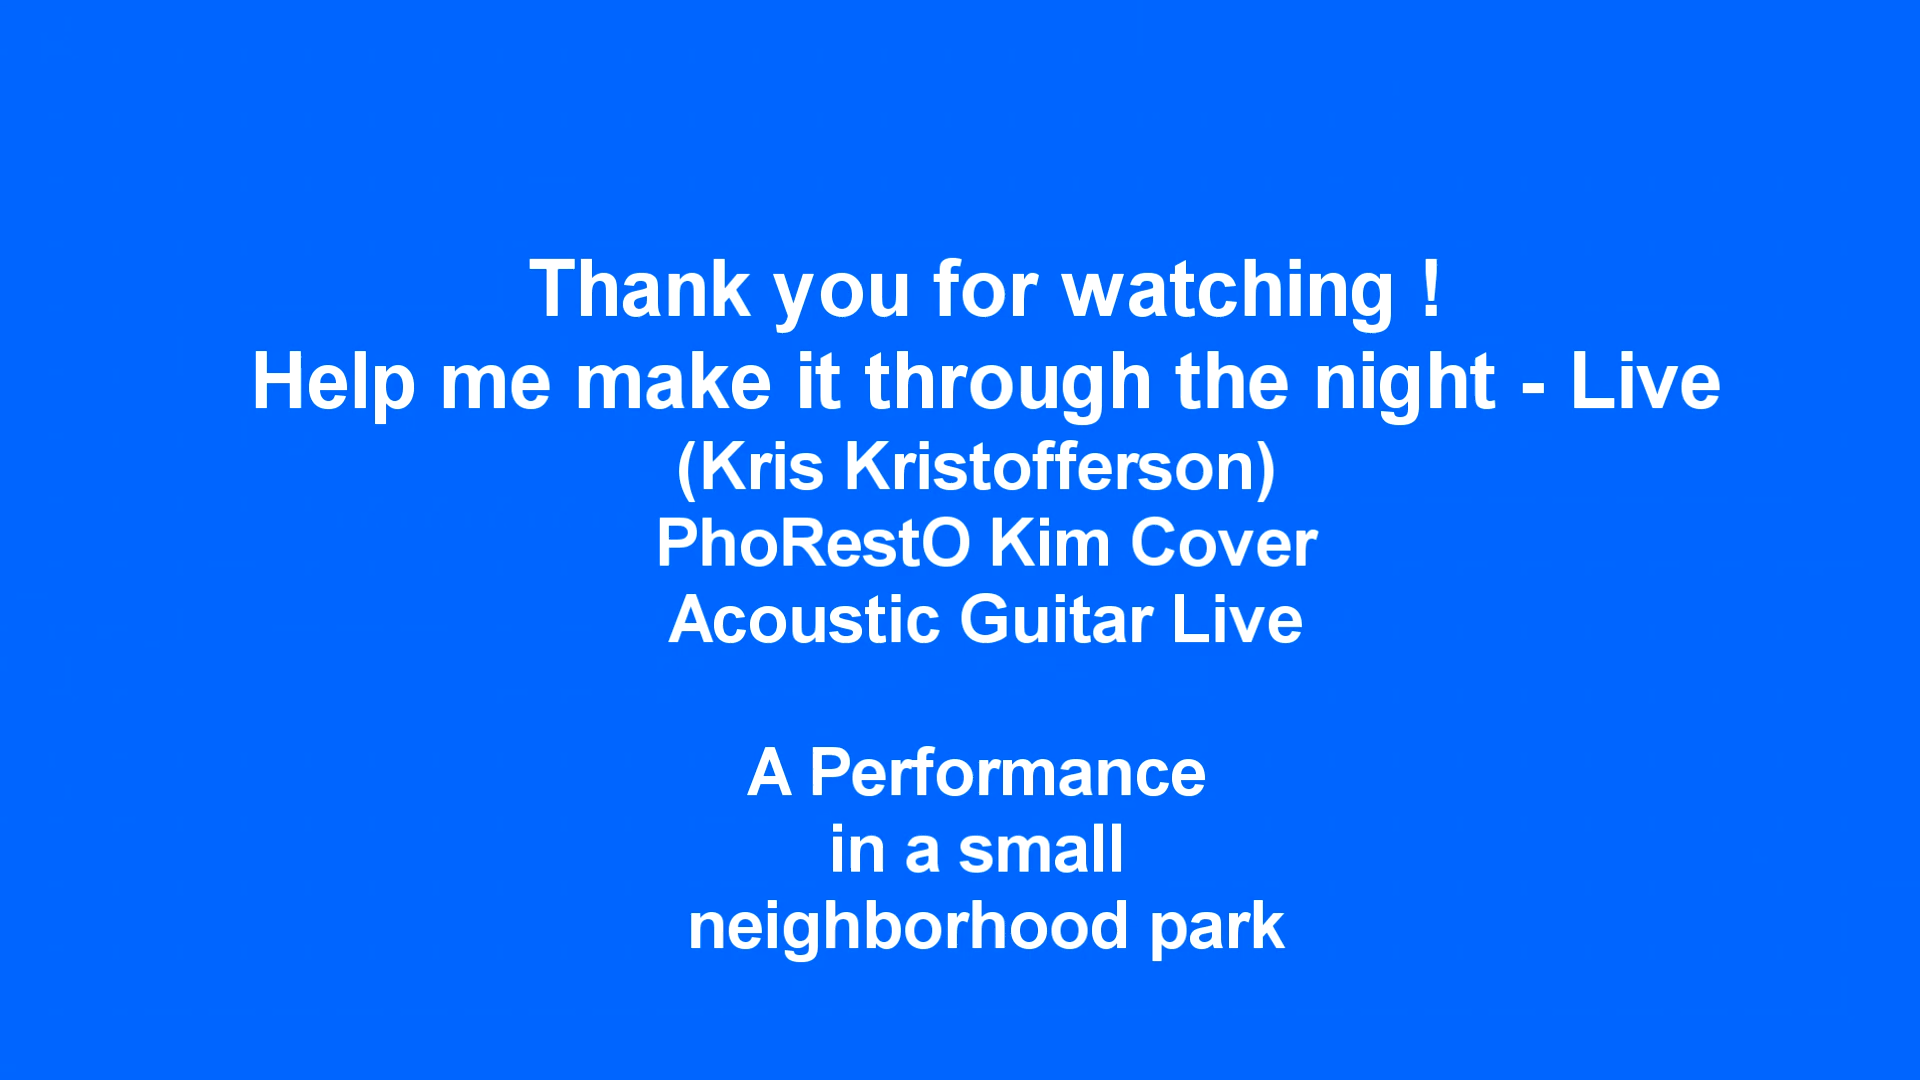 Thank you for watching !
Help me make it through the night - Live
(Kris Kristofferson)
PhoRestO Kim Cover
Acoustic Guitar Live
A Performance
in a small
neighborhood park